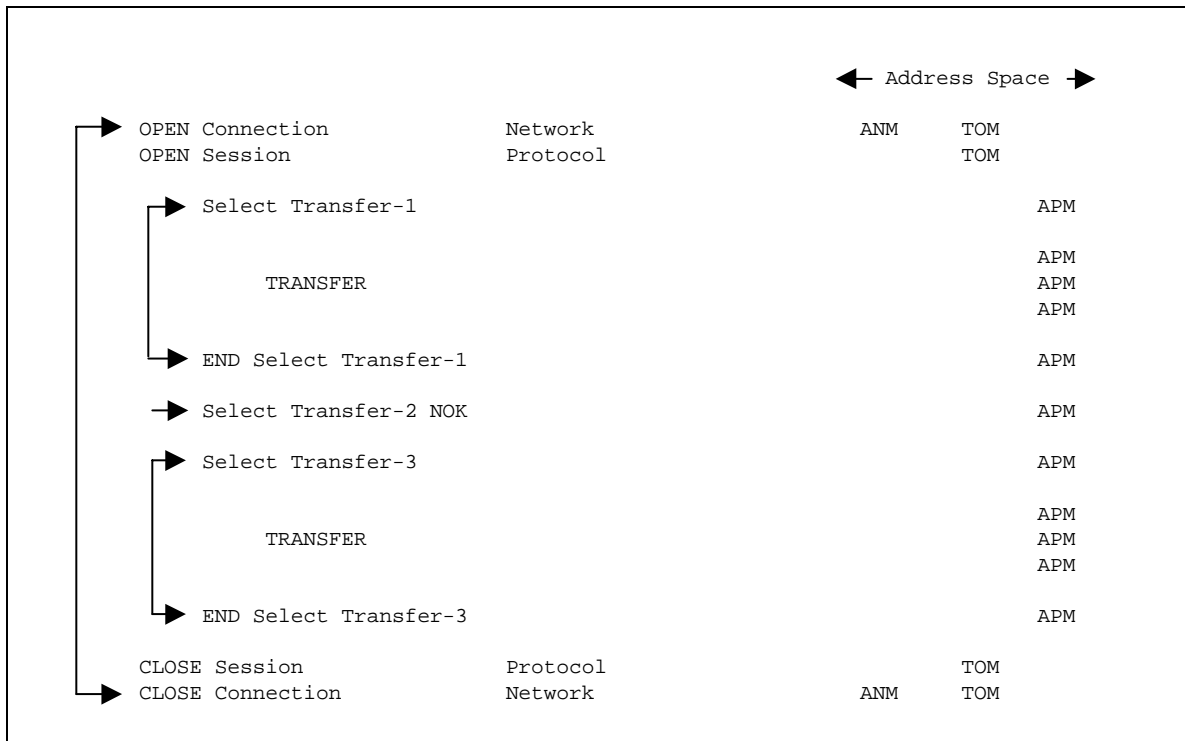 Address Space
OPEN Connection Network ANM TOM
OPEN Session Protocol TOM
Select Transfer-1 APM
APM
TRANSFER APM
APM
END Select Transfer-1 APM
Select Transfer-2 NOK APM
Select Transfer-3 APM
APM
TRANSFER APM
APM
END Select Transfer-3 APM
CLOSE Session Protocol TOM
CLOSE Connection Network ANM TOM